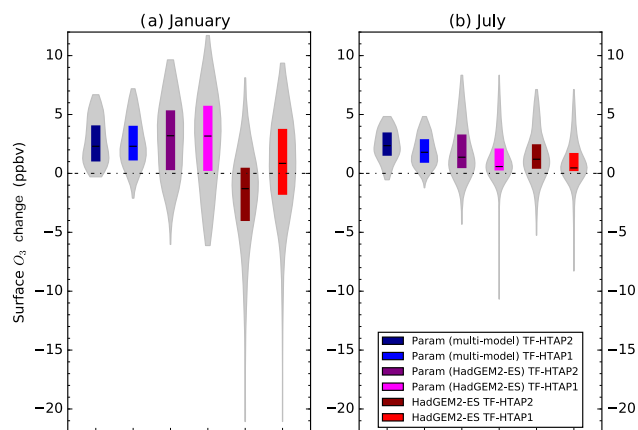 (a) January
(b) July
Surface O3 change (ppbv)
10
5
0
−5
−10
−15
−20
10
5
0
−5
−10
−15
−20
Param (multi-model) TF-HTAP2
Param (multi-model) TF-HTAP1
Param (HadGEM2-ES) TF-HTAP2
Param (HadGEM2-ES) TF-HTAP1
HadGEM2-ES TF-HTAP2
HadGEM2-ES TF-HTAP1